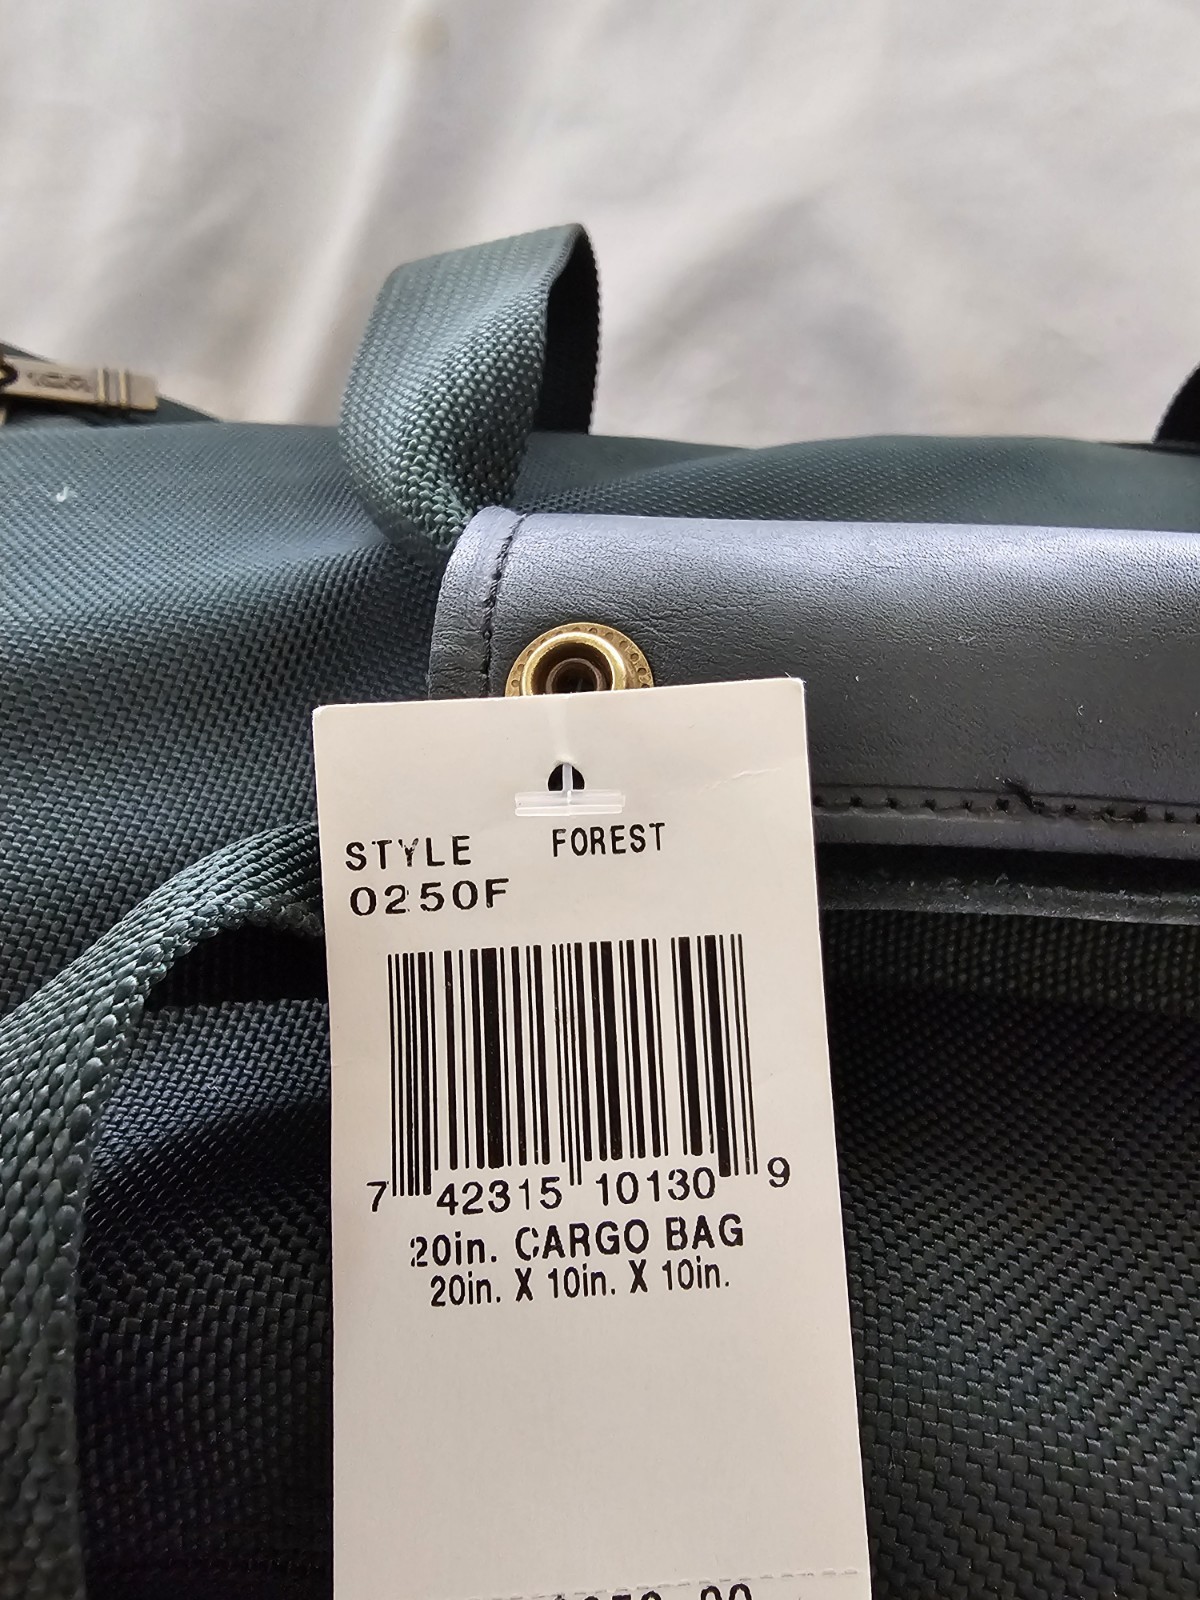 STYLE FOREST
0250F
7 42315 10130 9
20in. CARGO BAG
20in. X 10in. X 10in.